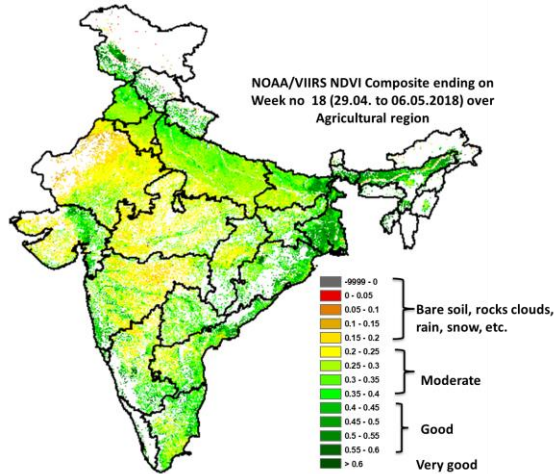 NOAA/VIIRS NDVI Composite ending on
Week no 18 (29.04. to 06.05.2018) over
Agricultural region
-9999 - 0
0 - 0.05
0.05 - 0.1
0.1 - 0.15
0.15 - 0.2
0.2 - 0.25
0.25 - 0.3
0.3 - 0.35
0.35 - 0.4
0.4 - 0.45
0.45 - 0.5
0.5 - 0.55
0.55 - 0.6
> 0.6
Bare soil, rocks clouds,
rain, snow, etc.
Moderate
Good
Very good